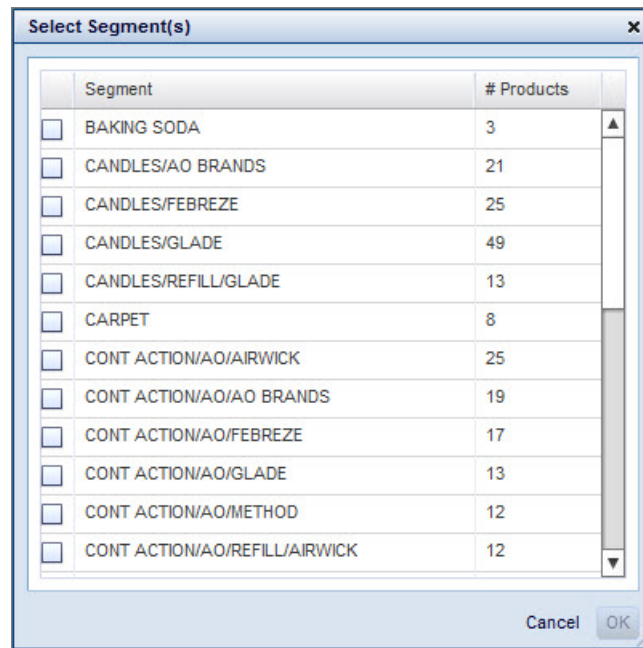 Select Segment(s)
Segment # Products
BAKING SODA 3
CANDLES/AO BRANDS 21
CANDLES/FEBREZE 25
CANDLES/GLADE 49
CANDLES/REFILL/GLADE 13
CARPET 8
CONT ACTION/AO/AIRWICK 25
CONT ACTION/AO/AO BRANDS 19
CONT ACTION/AO/FEBREZE 17
CONT ACTION/AO/GLADE 13
CONT ACTION/AO/METHOD 12
CONT ACTION/AO/REFILL/AIRWICK 12
Cancel OK